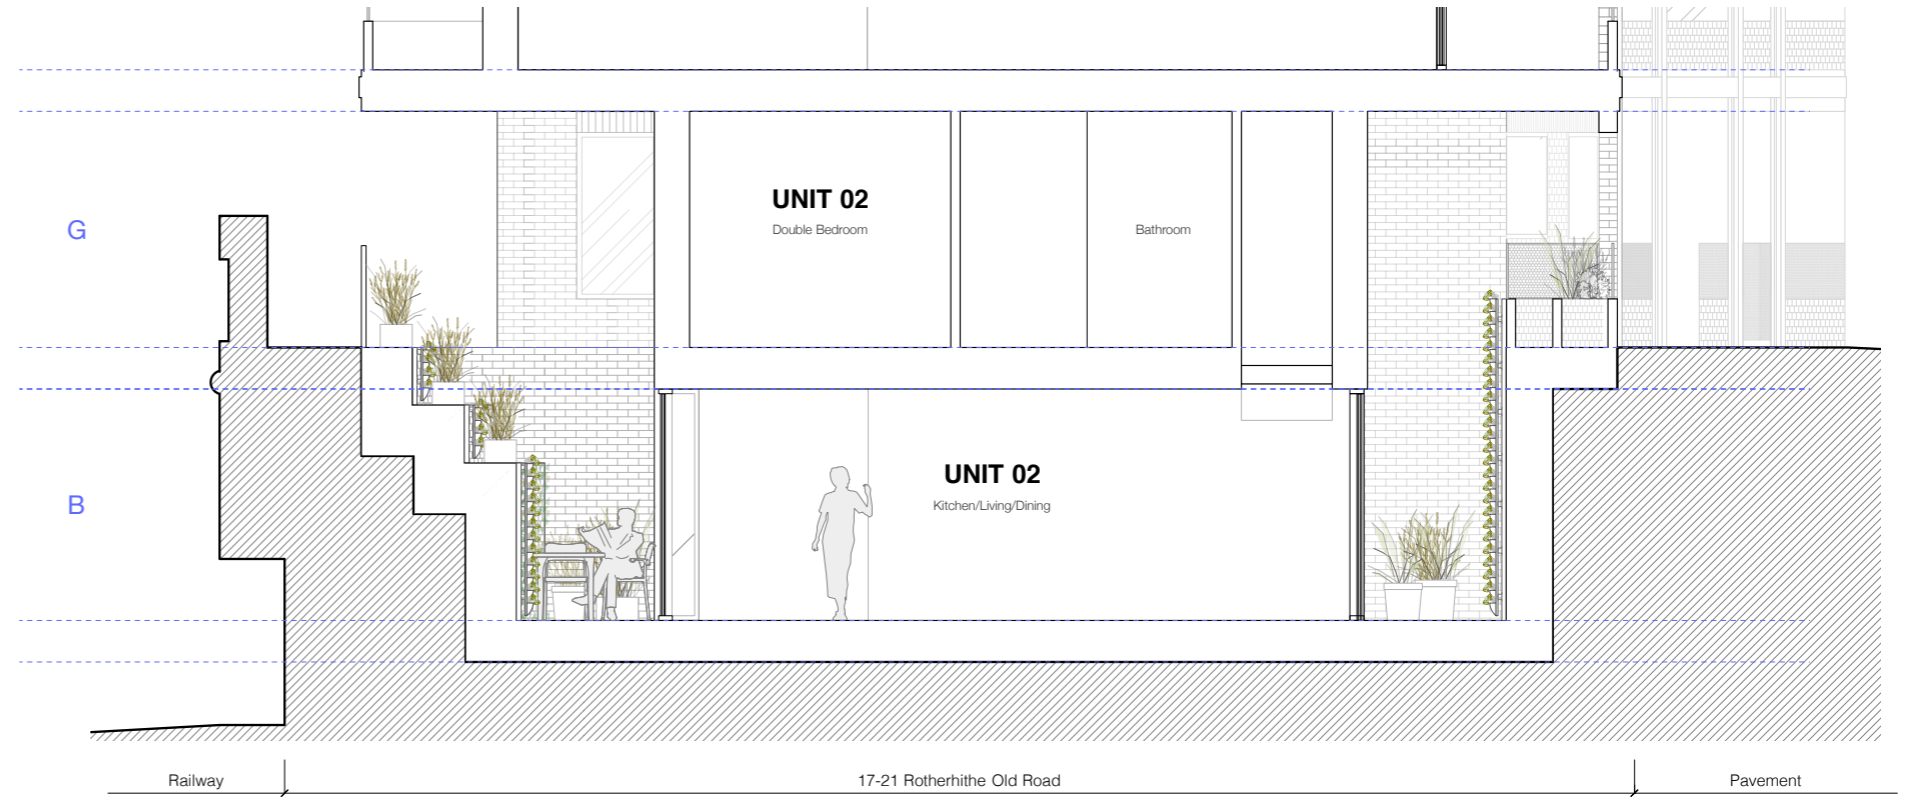 G
UNIT 02
Double Bedroom
Bathroom
B
UNIT 02
Kitchen/Living/Dining
Railway
17-21 Rotherhithe Old Road
Pavement